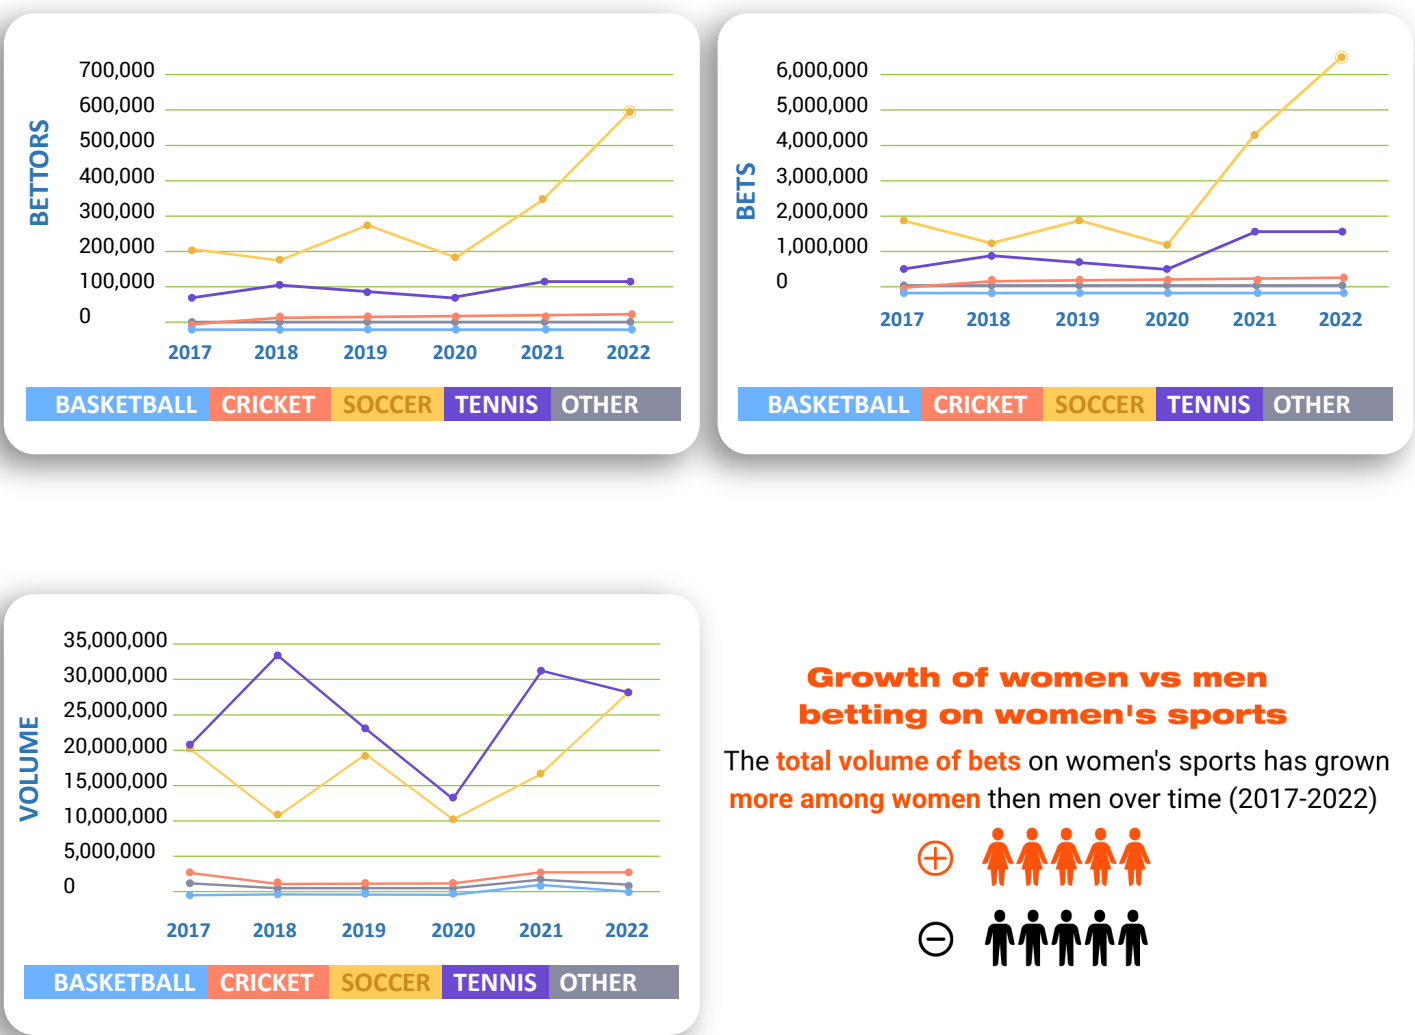 700,000
600,000
500,000
400,000
300,000
200,000
100,000
0
BETTORS
2017 2018 2019 2020 2021 2022
BASKETBALL CRICKET SOCCER TENNIS OTHER
6,000,000
5,000,000
4,000,000
3,000,000
2,000,000
1,000,000
0
BETS
2017 2018 2019 2020 2021 2022
BASKETBALL CRICKET SOCCER TENNIS OTHER
35,000,000
30,000,000
25,000,000
20,000,000
15,000,000
10,000,000
5,000,000
0
VOLUME
2017 2018 2019 2020 2021 2022
BASKETBALL CRICKET SOCCER TENNIS OTHER
Growth of women vs men
betting on women's sports
The total volume of bets on women's sports has grown
more among women then men over time (2017-2022)